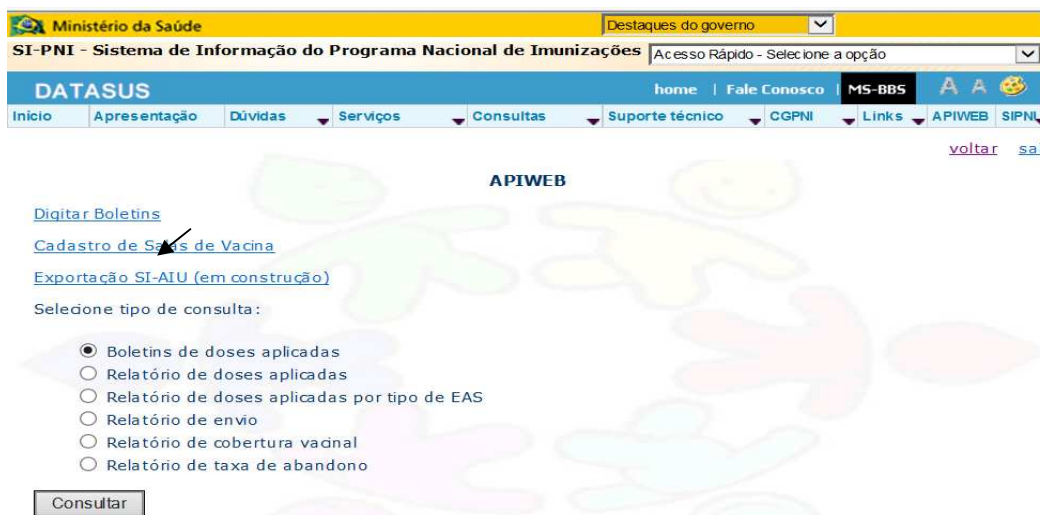 Ministério da Saúde
Destaques do governo
SI-PNI - Sistema de Informação do Programa Nacional de Imunizações
Acesso Rápido - Selecione a opção
DATASUS
home | Fale Conosco | MS-BBS A A
Início Apresentação Dúvidas Serviços Consultas Suporte técnico CGPNI Links APIWEB SIPNI
voltar sai
APIWEB
Digitar Boletins
Cadastro de Salas de Vacina
Exportação SI-AIU (em construção)
Selecione tipo de consulta:
Boletins de doses aplicadas
Relatório de doses aplicadas
Relatório de doses aplicadas por tipo de EAS
Relatório de envio
Relatório de cobertura vacinal
Relatório de taxa de abandono
Consultar